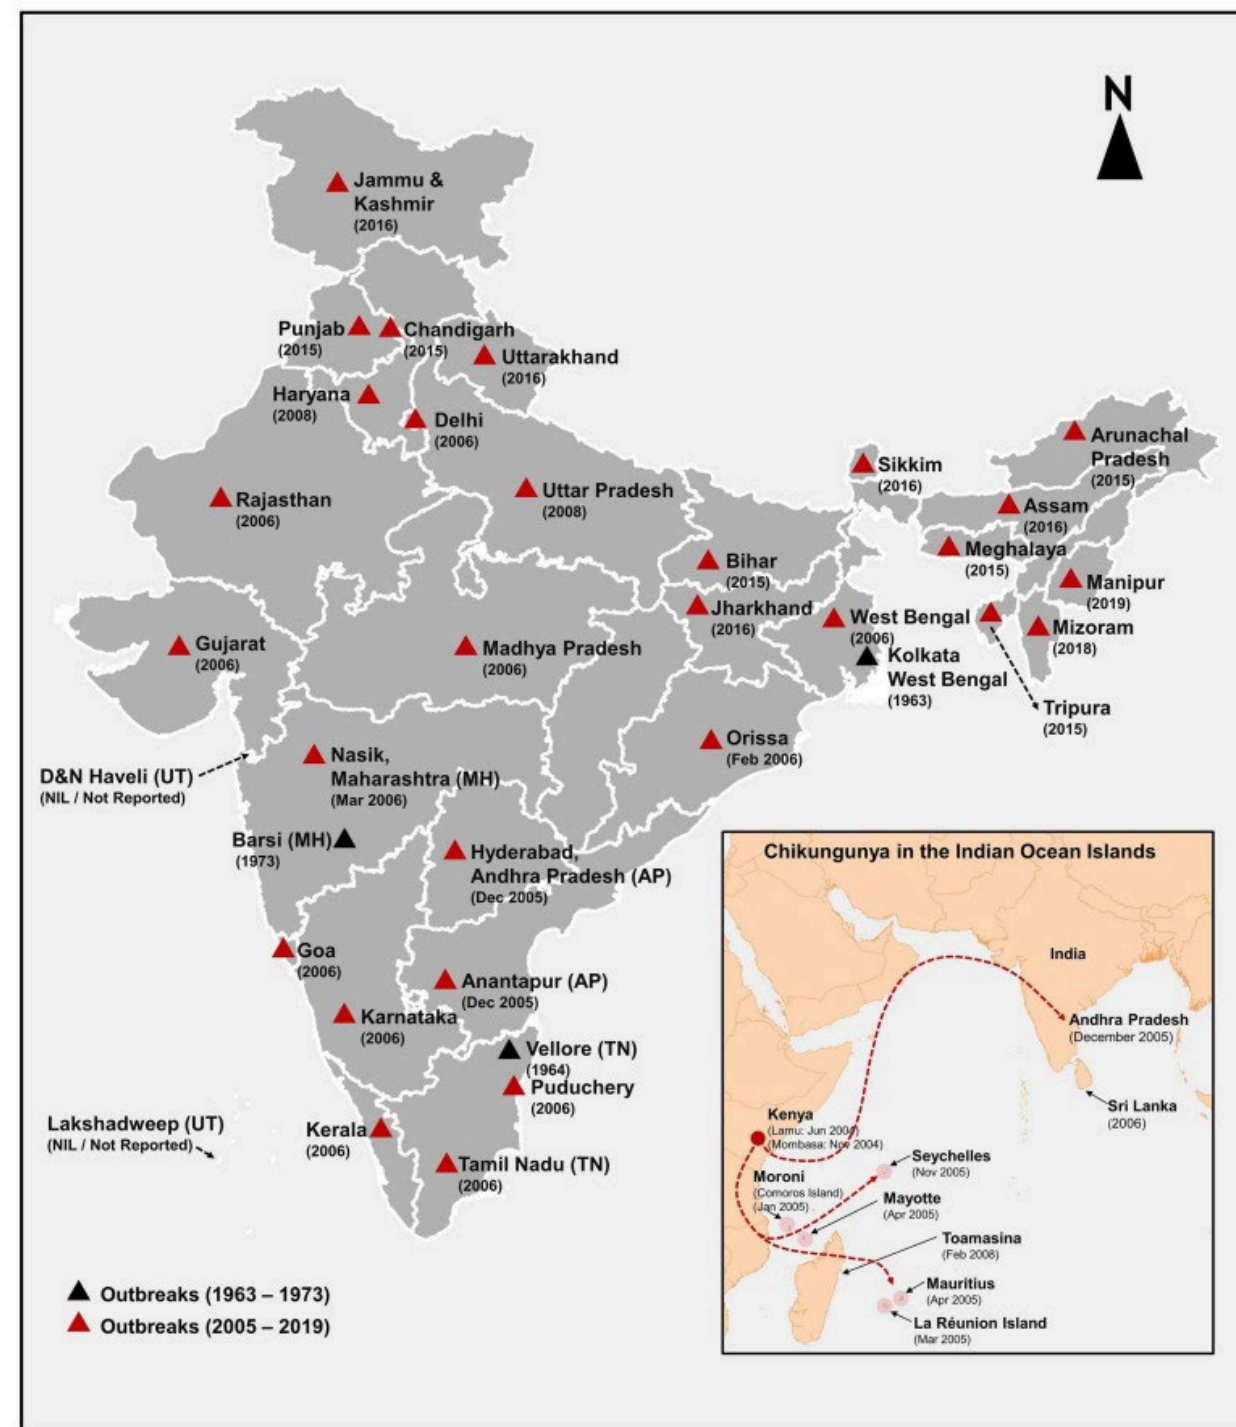 N
Jammu &
Kashmir
(2016)
Punjab
(2015)
Chandigarh
(2015)
Uttarakhand
(2016)
Haryana
(2008)
Delhi
(2006)
Arunachal
Pradesh
(2015)
Sikkim
(2016)
Rajasthan
(2006)
Uttar Pradesh
(2008)
Assam
(2016)
Meghalaya
(2015)
Bihar
(2015)
Manipur
(2019)
Jharkhand
(2016)
West Bengal
(2006)
Mizoram
(2018)
Gujarat
(2006)
Madhya Pradesh
(2006)
Kolkata
West Bengal
(1963)
Tripura
(2015)
Orissa
(Feb 2006)
D&N Haveli (UT)
(NIL / Not Reported)
Nasik,
Maharashtra (MH)
(Mar 2006)
Barsi (MH)
(1973)
Hyderabad,
Andhra Pradesh (AP)
(Dec 2005)
Goa
(2006)
Anantapur (AP)
(Dec 2005)
Karnataka
(2006)
Vellore (TN)
(1964)
Puduchery
(2006)
Lakshadweep (UT)
(NIL / Not Reported)
Kerala
(2006)
Tamil Nadu (TN)
(2006)
Outbreaks (1963 – 1973)
Outbreaks (2005 – 2019)
Chikungunya in the Indian Ocean Islands
India
Andhra Pradesh
(December 2005)
Sri Lanka
(2006)
Kenya
(Lamu: Jun 2004)
(Mombasa: Nov 2004)
Seychelles
(Nov 2005)
Moroni
(Comoros Island)
(Jan 2005)
Mayotte
(Apr 2005)
Toamasina
(Feb 2008)
Mauritius
(Apr 2005)
La Réunion Island
(Mar 2005)